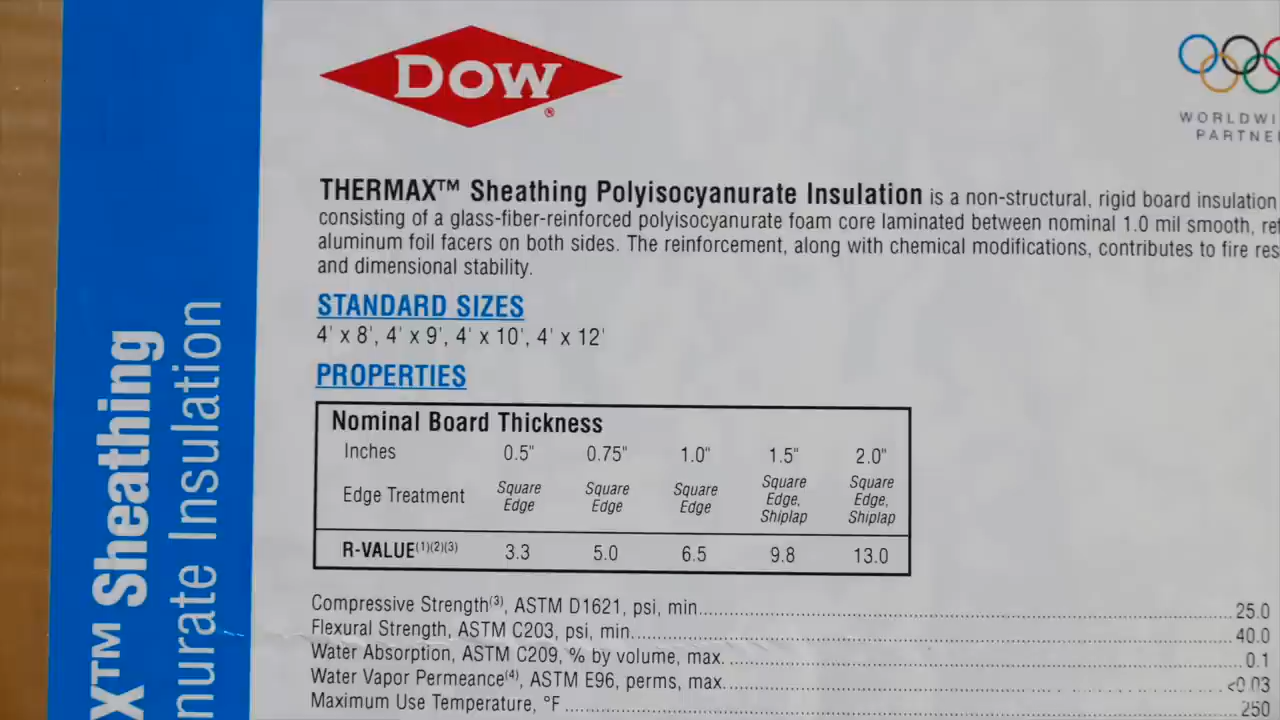 DOW®
WORLDWI
PARTNE
THERMAX™ Sheathing Polyisocyanurate Insulation is a non-structural, rigid board insulation
consisting of a glass-fiber-reinforced polyisocyanurate foam core laminated between nominal 1.0 mil smooth, ref
aluminum foil facers on both sides. The reinforcement, along with chemical modifications, contributes to fire res
and dimensional stability.
STANDARD SIZES
4' x 8', 4' x 9', 4' x 10', 4' x 12'
PROPERTIES
Nominal Board Thickness
Inches 0.5" 0.75" 1.0" 1.5" 2.0"
Edge Treatment Square Edge Square Edge Square Edge Square Edge, Shiplap Square Edge, Shiplap
R-VALUE(1)(2)(3) 3.3 5.0 6.5 9.8 13.0
Compressive Strength(3), ASTM D1621, psi, min. 25.0
Flexural Strength, ASTM C203, psi, min. 40.0
Water Absorption, ASTM C209, % by volume, max. 0.1
Water Vapor Permeance(4), ASTM E96, perms, max. <0.03
Maximum Use Temperature, °F 250
X™ Sheathing
nurate Insulation